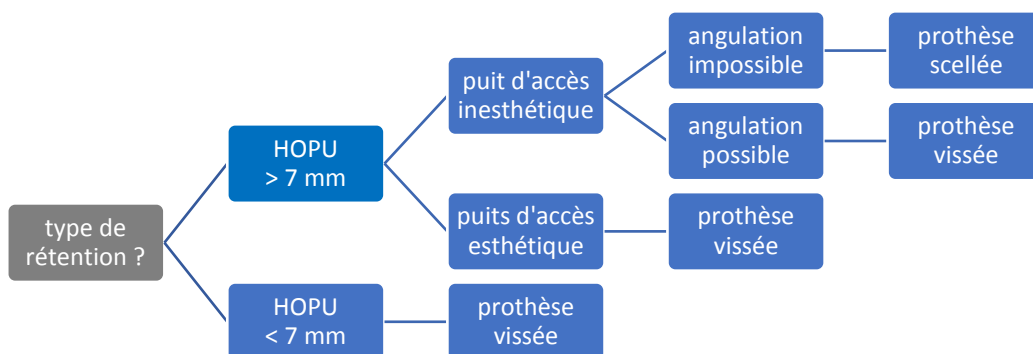 type de
rétention ?
HOPU
> 7 mm
puit d'accès
inesthétique
angulation
impossible
prothèse
scellée
angulation
possible
prothèse
vissée
puits d'accès
esthétique
prothèse
vissée
HOPU
< 7 mm
prothèse
vissée